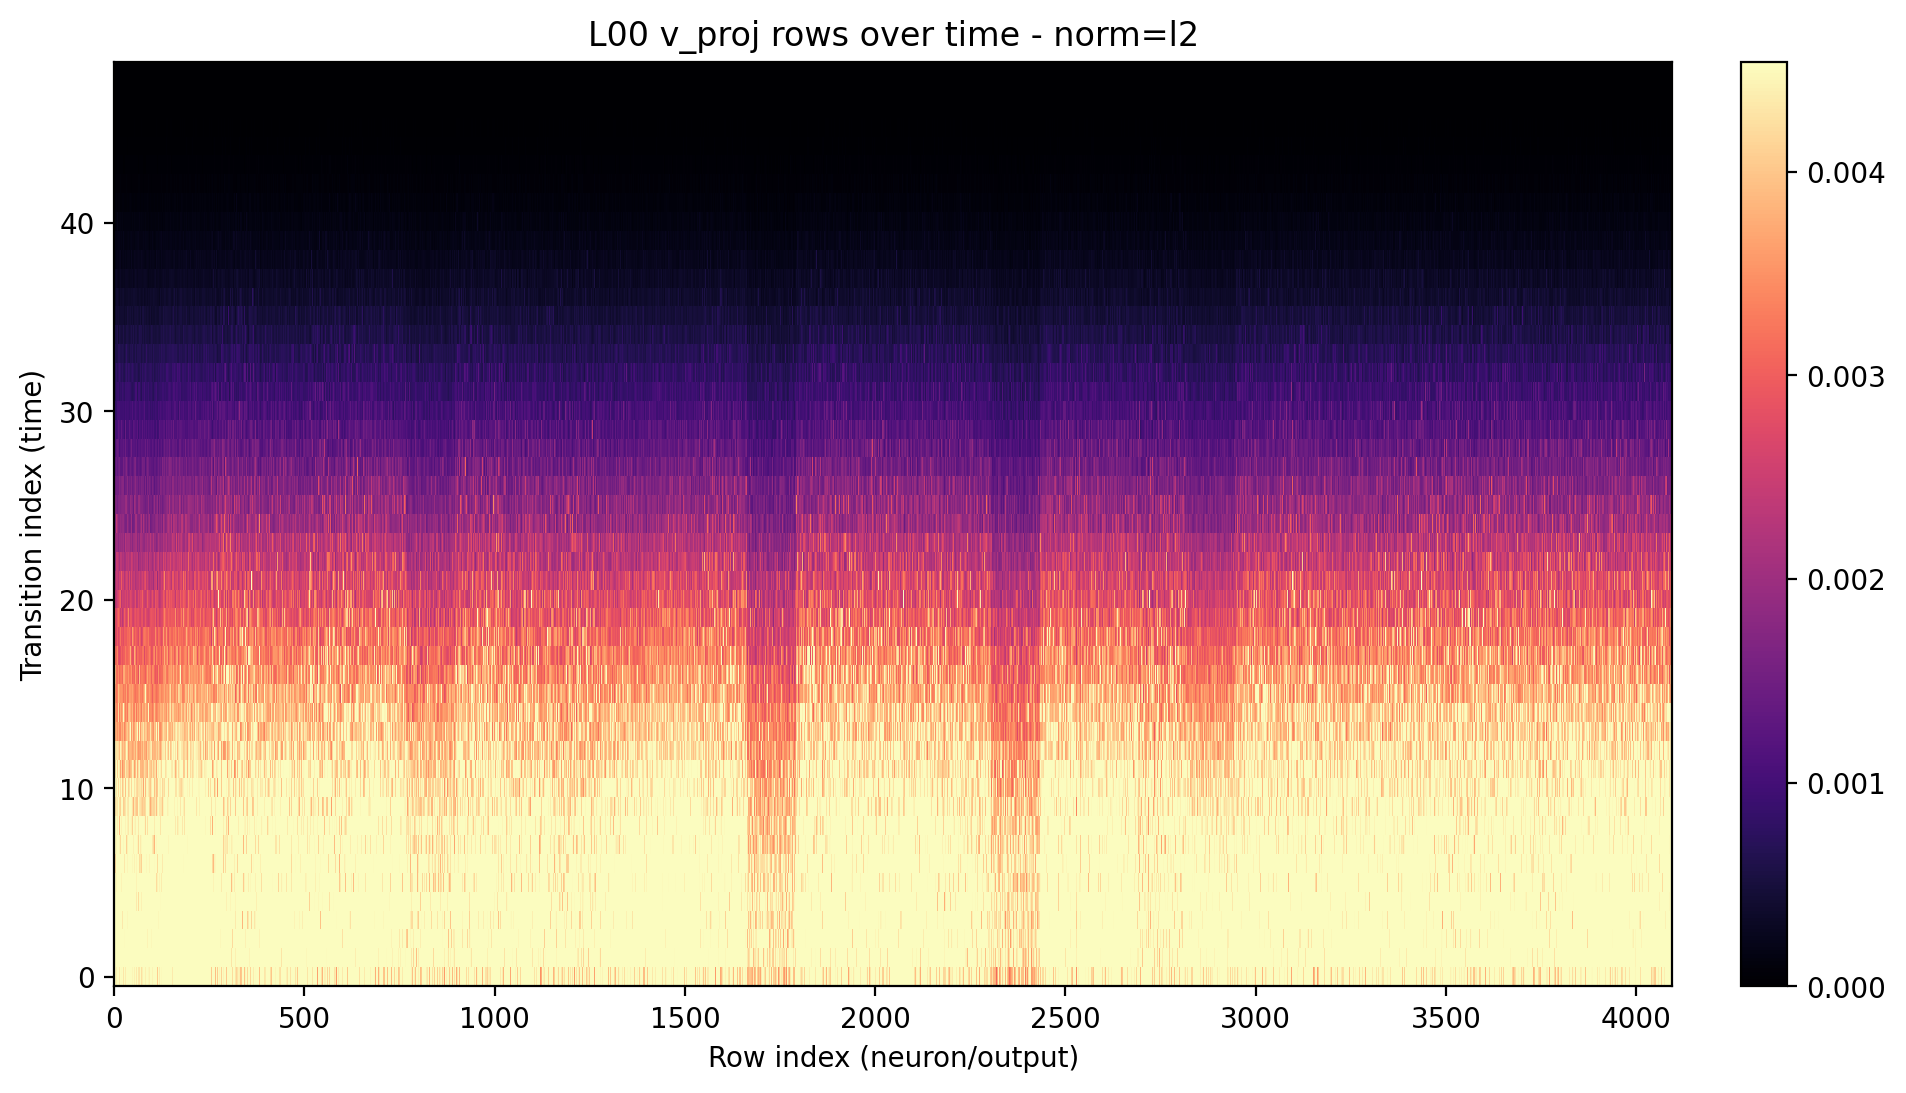 L00 v_proj rows over time - norm=l2
Transition index (time)
40
30
20
10
0
0 500 1000 1500 2000 2500 3000 3500 4000
Row index (neuron/output)
0.004
0.003
0.002
0.001
0.000